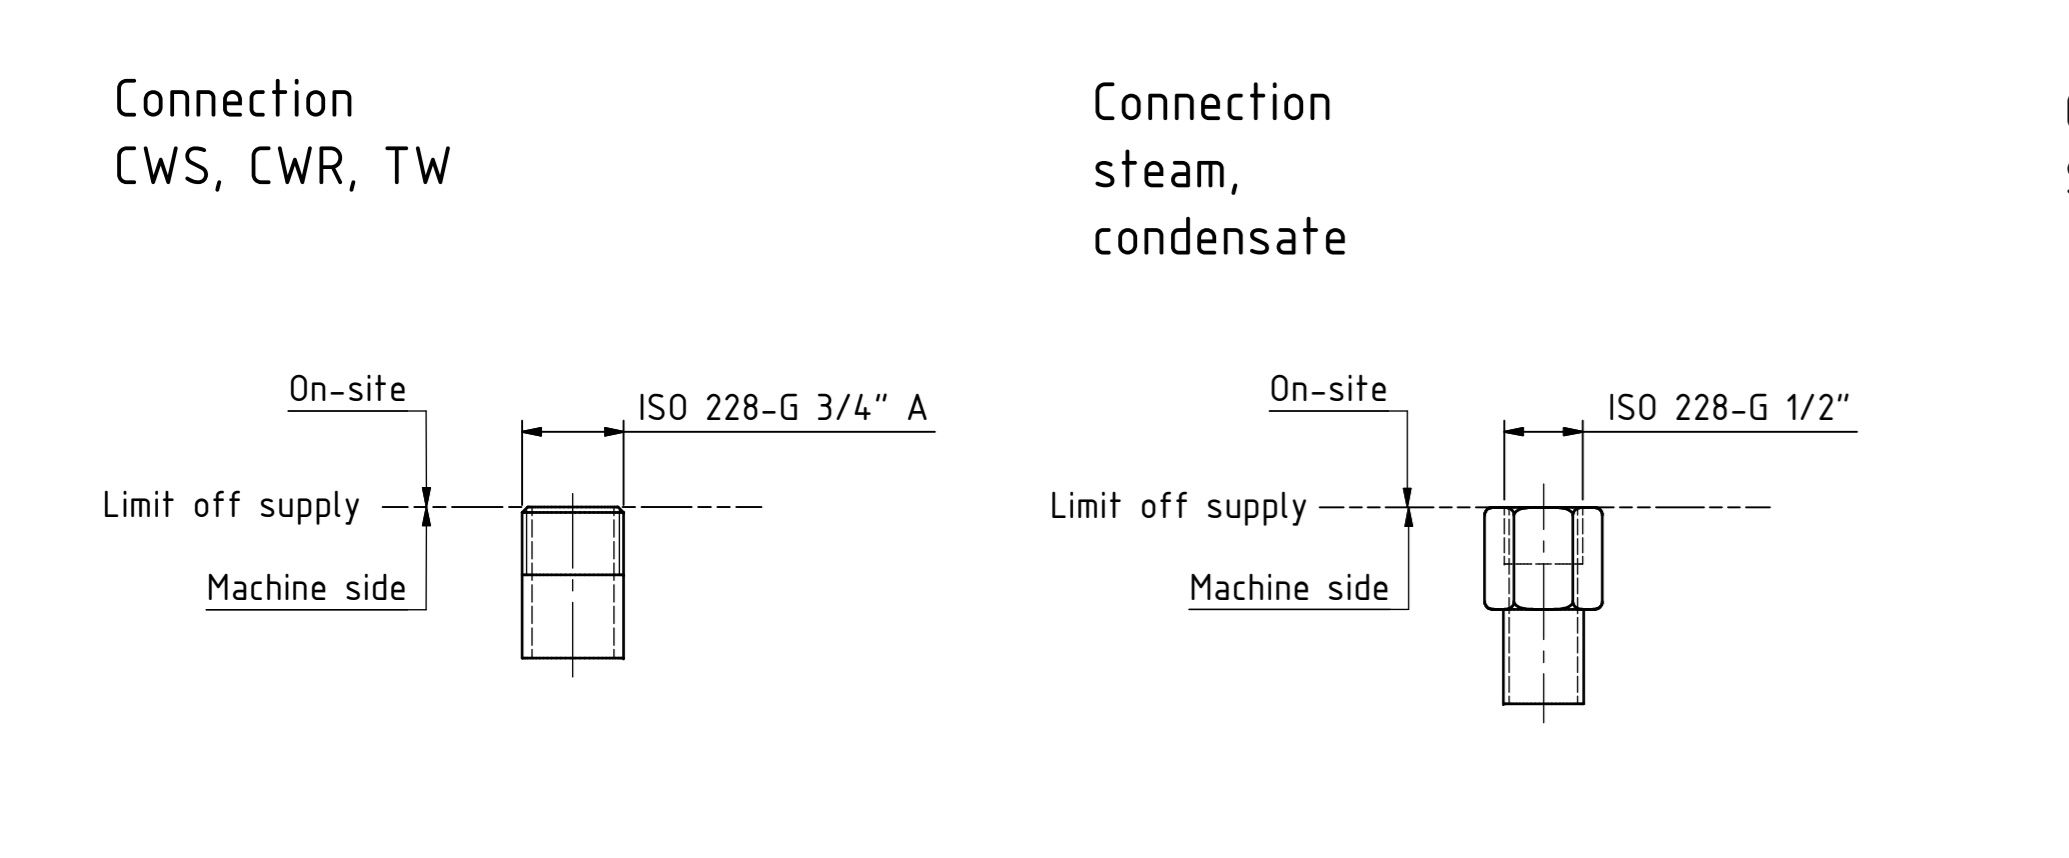 Connection
CWS, CWR, TW
On-site
ISO 228-G 3/4" A
Limit off supply
Machine side
Connection
steam,
condensate
On-site
ISO 228-G 1/2"
Limit off supply
Machine side